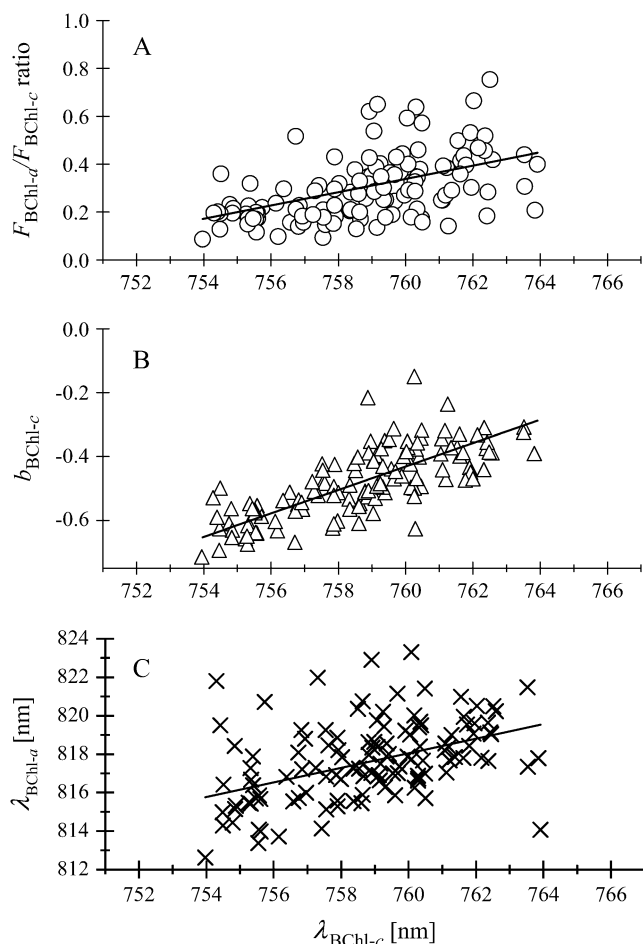 A
F_BChl-a/F_BChl-c ratio
1.0
0.8
0.6
0.4
0.2
0.0
752 754 756 758 760 762 764 766
B
b_BChl-c
0.0
-0.2
-0.4
-0.6
752 754 756 758 760 762 764 766
C
λ_BChl-a [nm]
824
822
820
818
816
814
812
752 754 756 758 760 762 764 766
λ_BChl-c [nm]